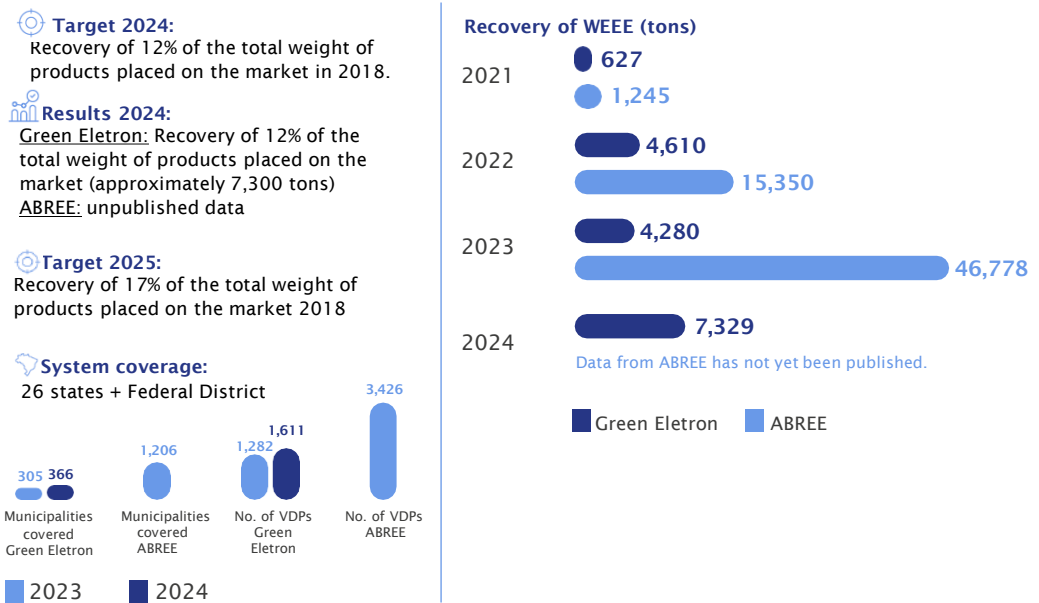 Target 2024:
Recovery of 12% of the total weight of
products placed on the market in 2018.
Results 2024:
Green Eletron: Recovery of 12% of the
total weight of products placed on the
market (approximately 7,300 tons)
ABREE: unpublished data
Target 2025:
Recovery of 17% of the total weight of
products placed on the market 2018
System coverage:
26 states + Federal District
305 366
1,206
1,282 1,611
3,426
Municipalities
covered
Green Eletron
Municipalities
covered
ABREE
No. of VDPs
Green
Eletron
No. of VDPs
ABREE
2023 2024
Recovery of WEEE (tons)
2021
627
1,245
2022
4,610
15,350
2023
4,280
46,778
2024
7,329
Data from ABREE has not yet been published.
Green Eletron ABREE